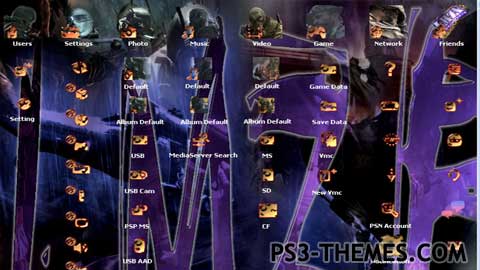 Users Settings Photo Music Video Game Network Friends
Default Default Default Game Data
Setting Album Default Album Default Album Default Save Data
USB MediaServer Search MS Vmc
USB Cam SD New Vmc
PSP MS CF PSN Account
USB AAD
PS3-THEMES.COM